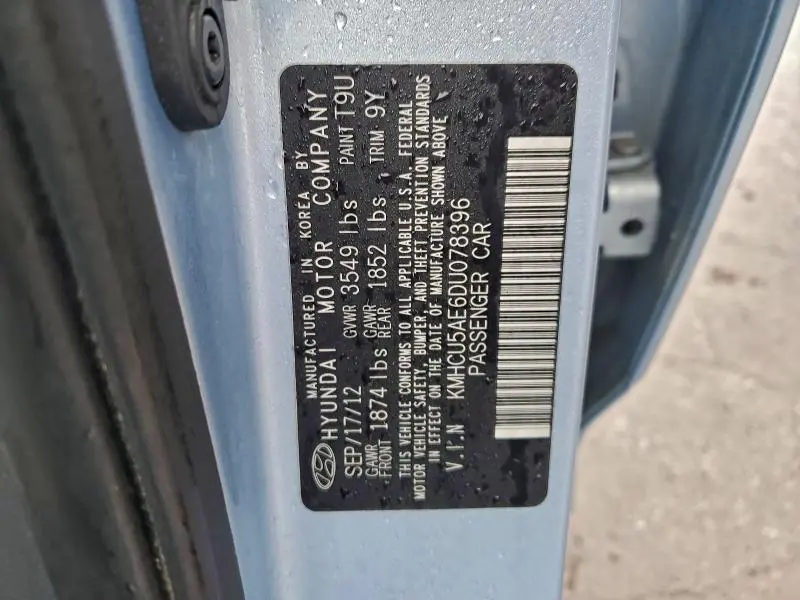 MANUFACTURED IN KOREA BY
HYUNDAI MOTOR COMPANY
SEP/17/12 GVWR 3549 lbs PAINT T9U
GAWR FRONT 1874 lbs GAWR REAR 1852 lbs TRIM 9Y
THIS VEHICLE CONFORMS TO ALL APPLICABLE U.S.A. FEDERAL
MOTOR VEHICLE SAFETY, BUMPER, AND THEFT PREVENTION STANDARDS
IN EFFECT ON THE DATE OF MANUFACTURE SHOWN ABOVE
V.I.N KMHCU5AE6DU078396
PASSENGER CAR